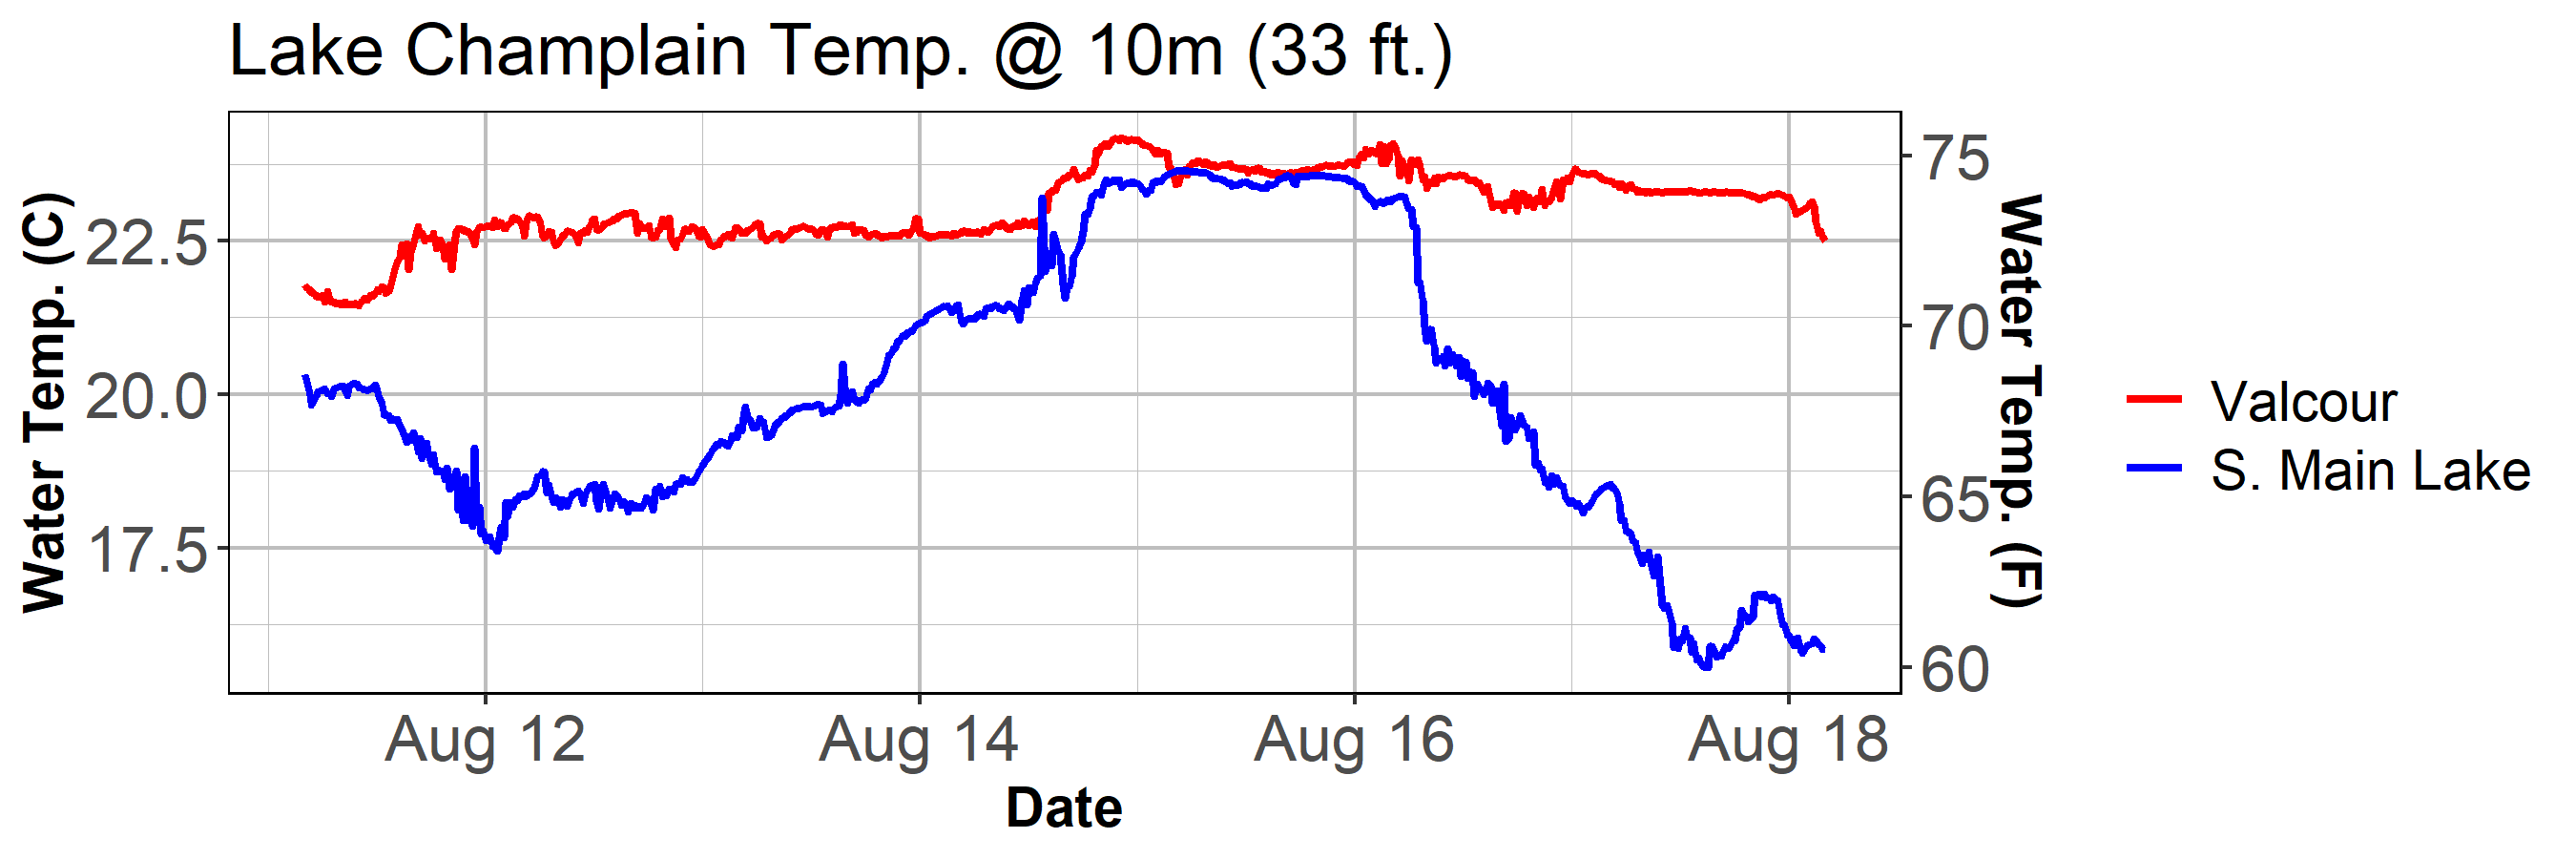 Lake Champlain Temp. @ 10m (33 ft.)
Water Temp. (C)
22.5
20.0
17.5
75
70
65
60
Water Temp. (F)
Aug 12
Aug 14
Aug 16
Aug 18
Date
Valcour
S. Main Lake